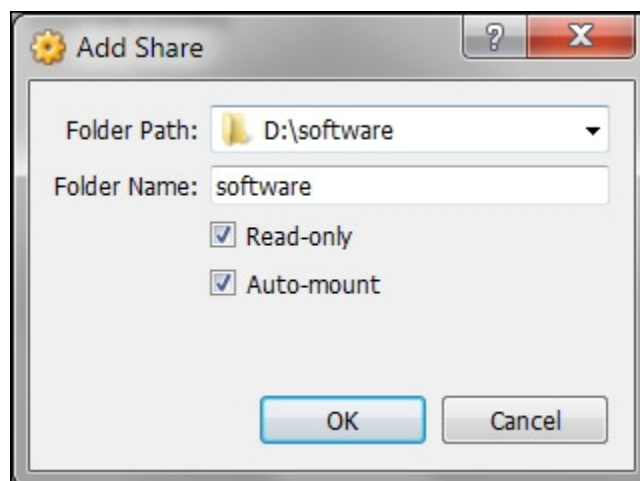 Add Share
Folder Path: D:\software
Folder Name: software
Read-only
Auto-mount
OK Cancel